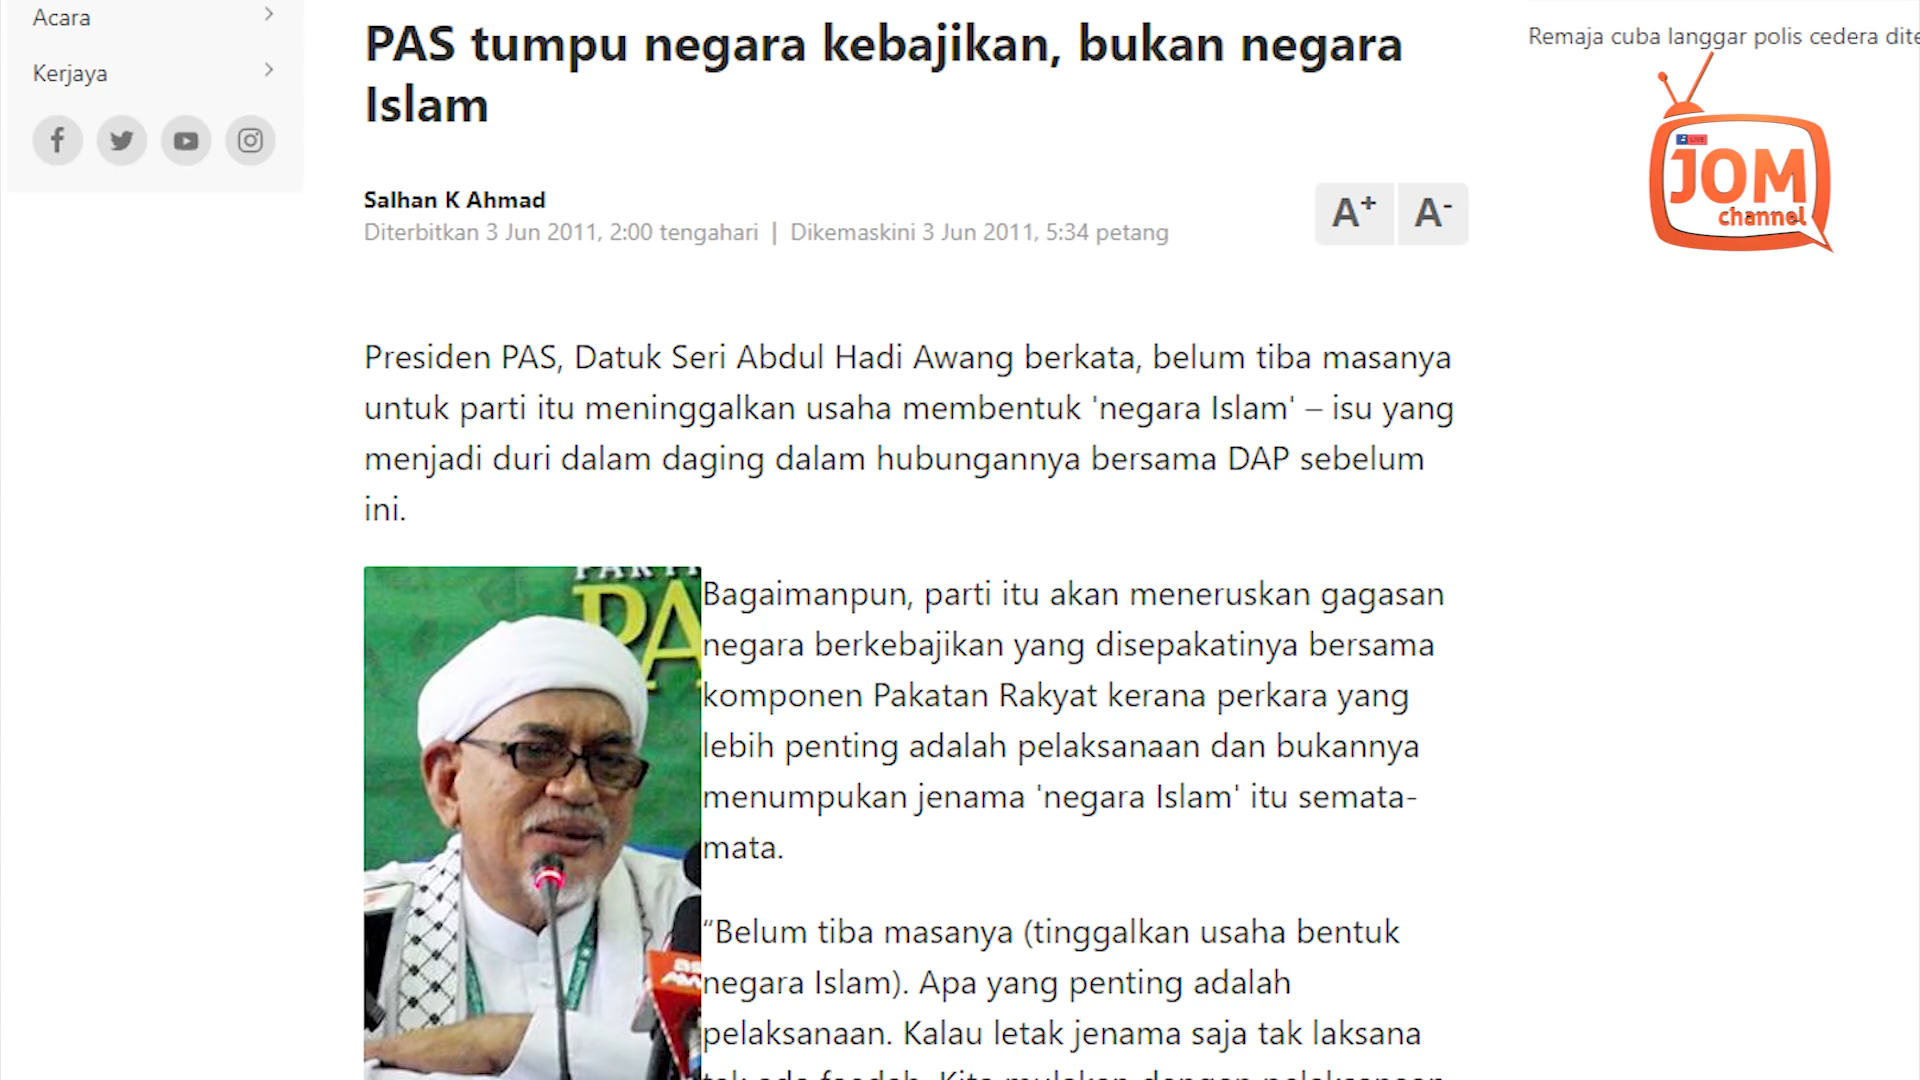 Acara
Kerjaya
PAS tumpu negara kebajikan, bukan negara
Islam
Salhan K Ahmad
Diterbitkan 3 Jun 2011, 2:00 tengahari | Dikemaskini 3 Jun 2011, 5:34 petang
A+ A-
Remaja cuba langgar polis cedera
LIVE
JOM
channel
Presiden PAS, Datuk Seri Abdul Hadi Awang berkata, belum tiba masanya
untuk parti itu meninggalkan usaha membentuk 'negara Islam' – isu yang
menjadi duri dalam daging dalam hubungannya bersama DAP sebelum
ini.
Bagaimanpun, parti itu akan meneruskan gagasan
negara berkebajikan yang disepakatinya bersama
komponen Pakatan Rakyat kerana perkara yang
lebih penting adalah pelaksanaan dan bukannya
menumpukan jenama 'negara Islam' itu semata-
mata.
“Belum tiba masanya (tinggalkan usaha bentuk
negara Islam). Apa yang penting adalah
pelaksanaan. Kalau letak jenama saja tak laksana